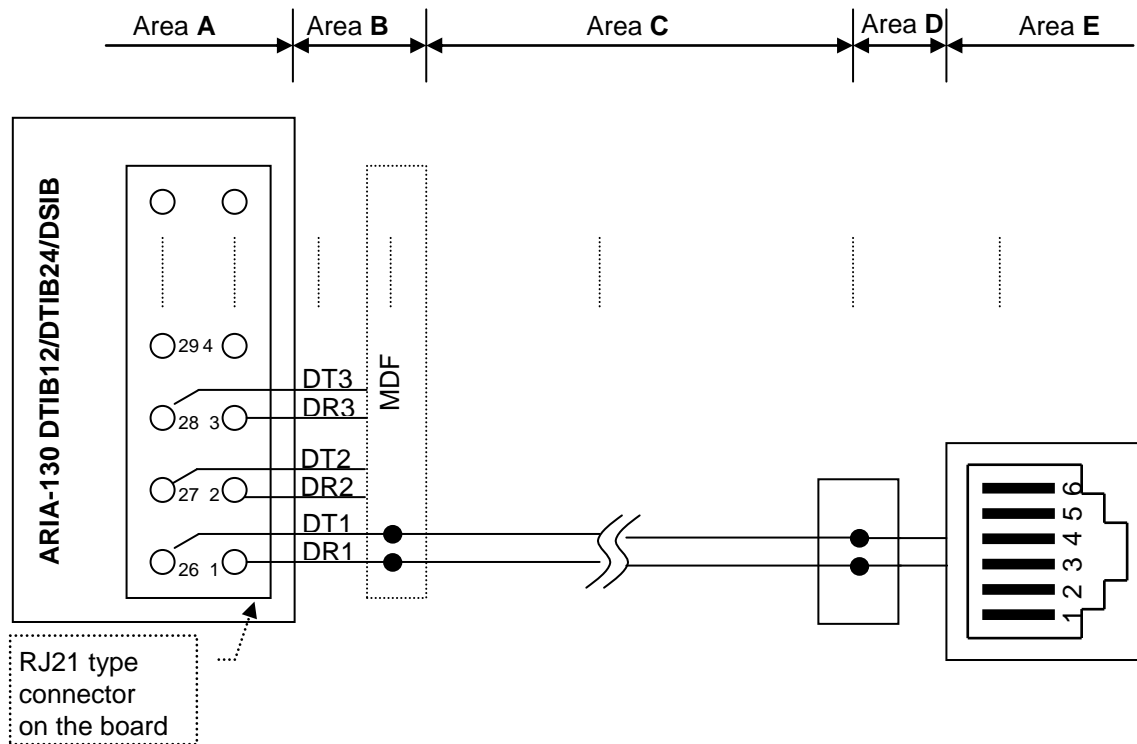 Area A
Area B
Area C
Area D
Area E
ARIA-130 DTIB12/DTIB24/DSIB
29 4
28 3
27 2
26 1
DT3
DR3
DT2
DR2
DT1
DR1
MDF
6
5
4
3
2
1
RJ21 type
connector
on the board